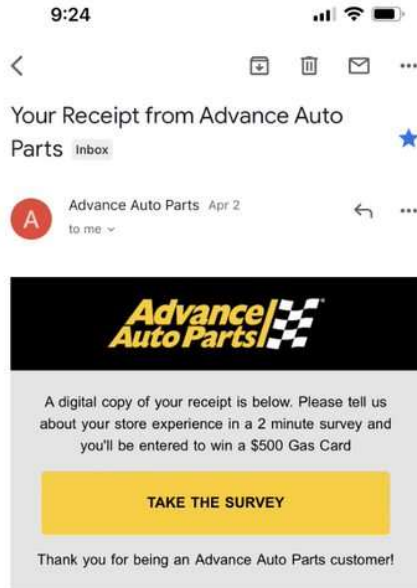 9:24
Your Receipt from Advance Auto
Parts Inbox
A
Advance Auto Parts Apr 2
to me
Advance
Auto Parts
A digital copy of your receipt is below. Please tell us
about your store experience in a 2 minute survey and
you'll be entered to win a $500 Gas Card
TAKE THE SURVEY
Thank you for being an Advance Auto Parts customer!